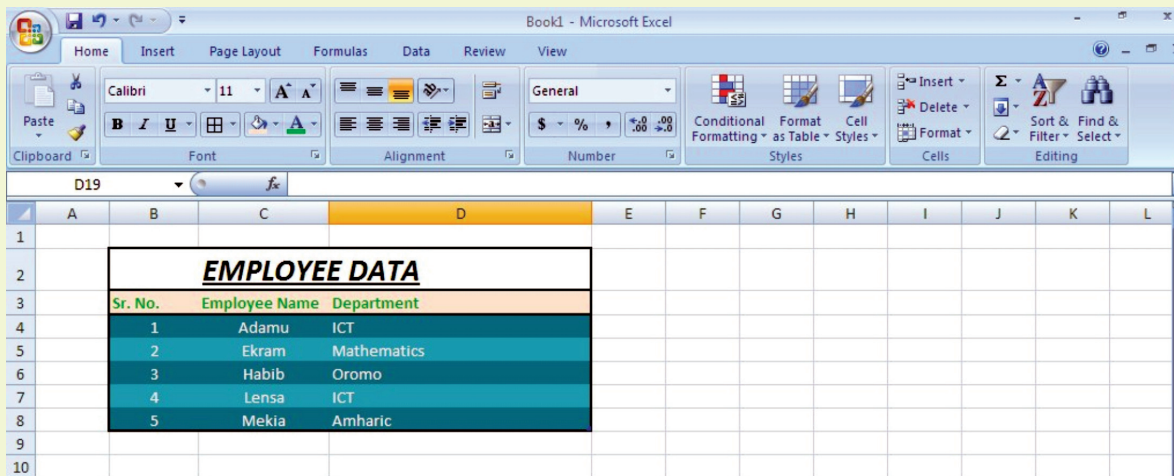 Book1 - Microsoft Excel
Home Insert Page Layout Formulas Data Review View
Paste
Calibri 11
B I U
General
$ % ,
Conditional Formatting
Format as Table
Cell Styles
Insert
Delete
Format
Σ
Sort & Filter
Find & Select
Clipboard Font Alignment Number Styles Cells Editing
D19 fx
A B C D E F G H I J K L
1
2 EMPLOYEE DATA
3 Sr. No. Employee Name Department
4 1 Adamu ICT
5 2 Ekram Mathematics
6 3 Habib Oromo
7 4 Lensa ICT
8 5 Mekia Amharic
9
10